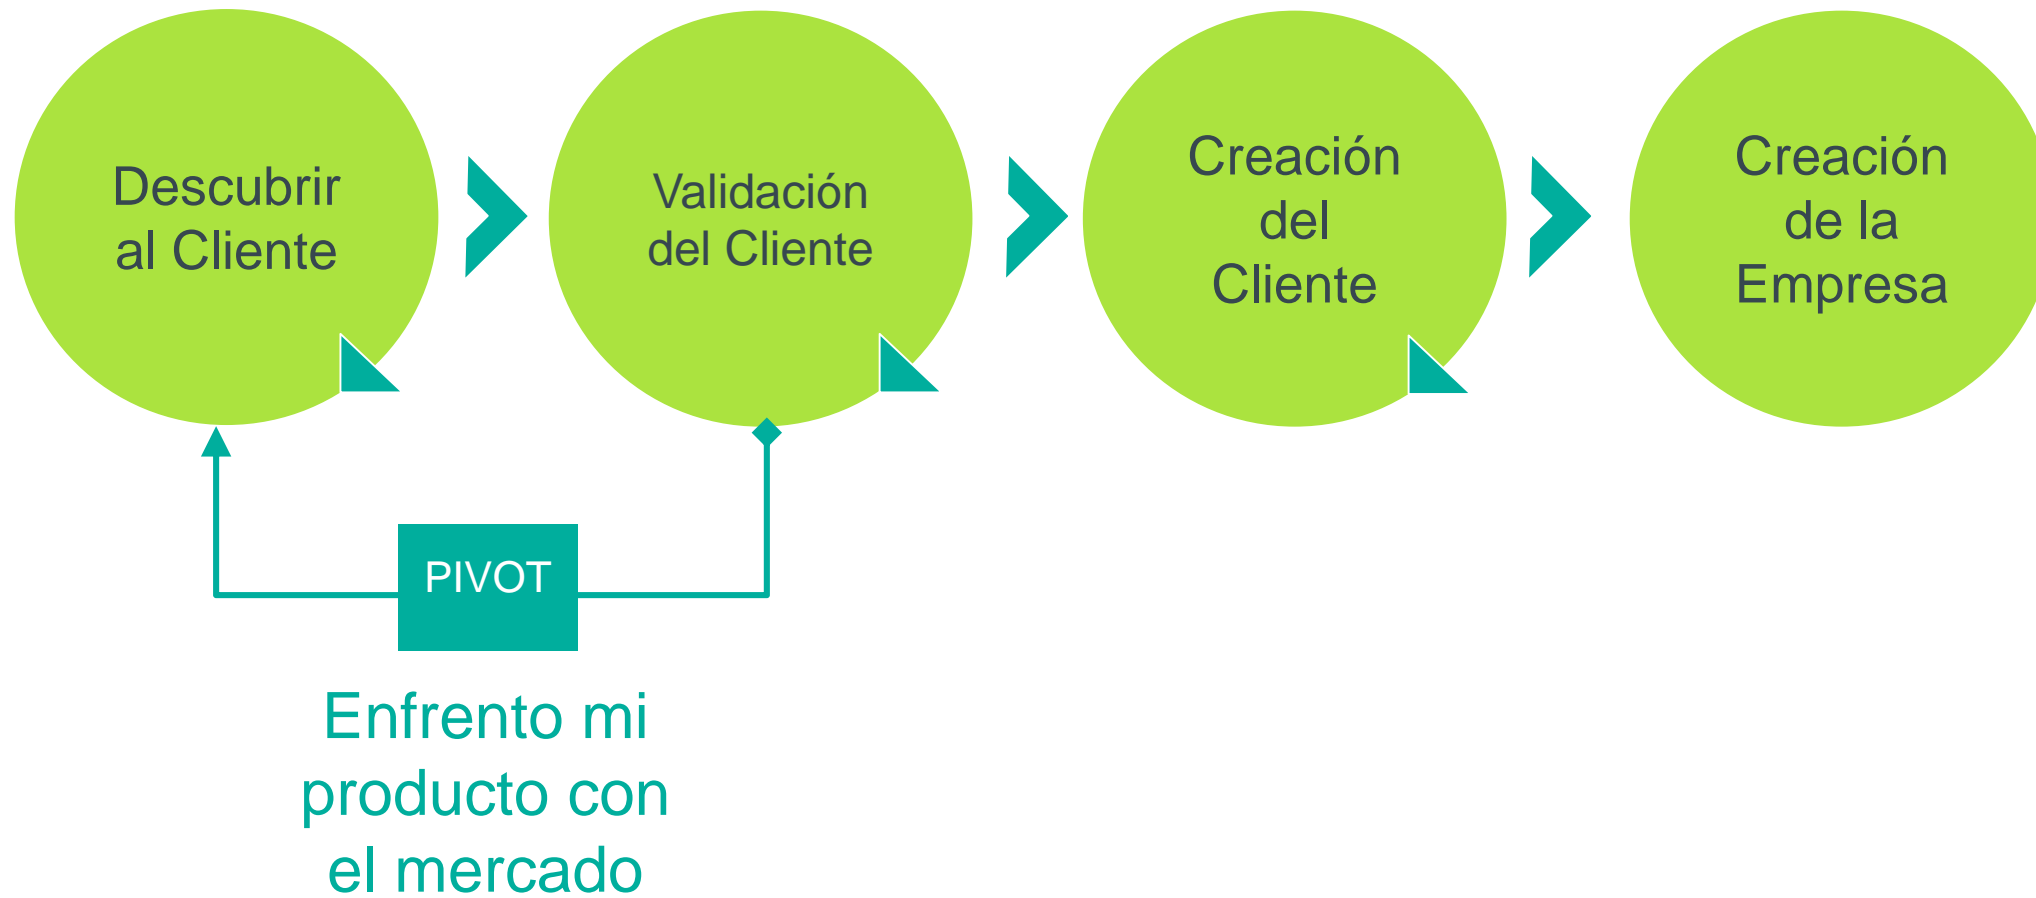 Descubrir
al Cliente
Validación
del Cliente
Creación
del
Cliente
Creación
de la
Empresa
PIVOT
Enfrento mi
producto con
el mercado